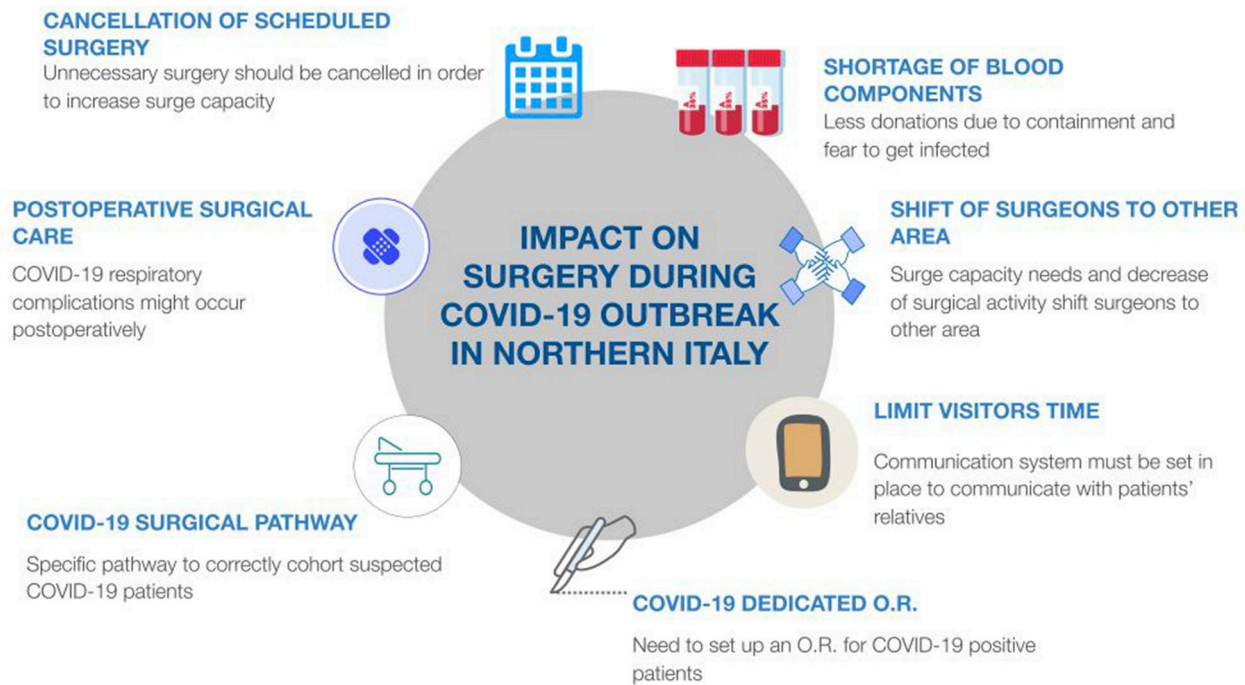 CANCELLATION OF SCHEDULED
SURGERY
Unnecessary surgery should be cancelled in order
to increase surge capacity
SHORTAGE OF BLOOD
COMPONENTS
Less donations due to containment and
fear to get infected
POSTOPERATIVE SURGICAL
CARE
COVID-19 respiratory
complications might occur
postoperatively
IMPACT ON
SURGERY DURING
COVID-19 OUTBREAK
IN NORTHERN ITALY
SHIFT OF SURGEONS TO OTHER
AREA
Surge capacity needs and decrease
of surgical activity shift surgeons to
other area
LIMIT VISITORS TIME
Communication system must be set in
place to communicate with patients’
relatives
COVID-19 SURGICAL PATHWAY
Specific pathway to correctly cohort suspected
COVID-19 patients
COVID-19 DEDICATED O.R.
Need to set up an O.R. for COVID-19 positive
patients